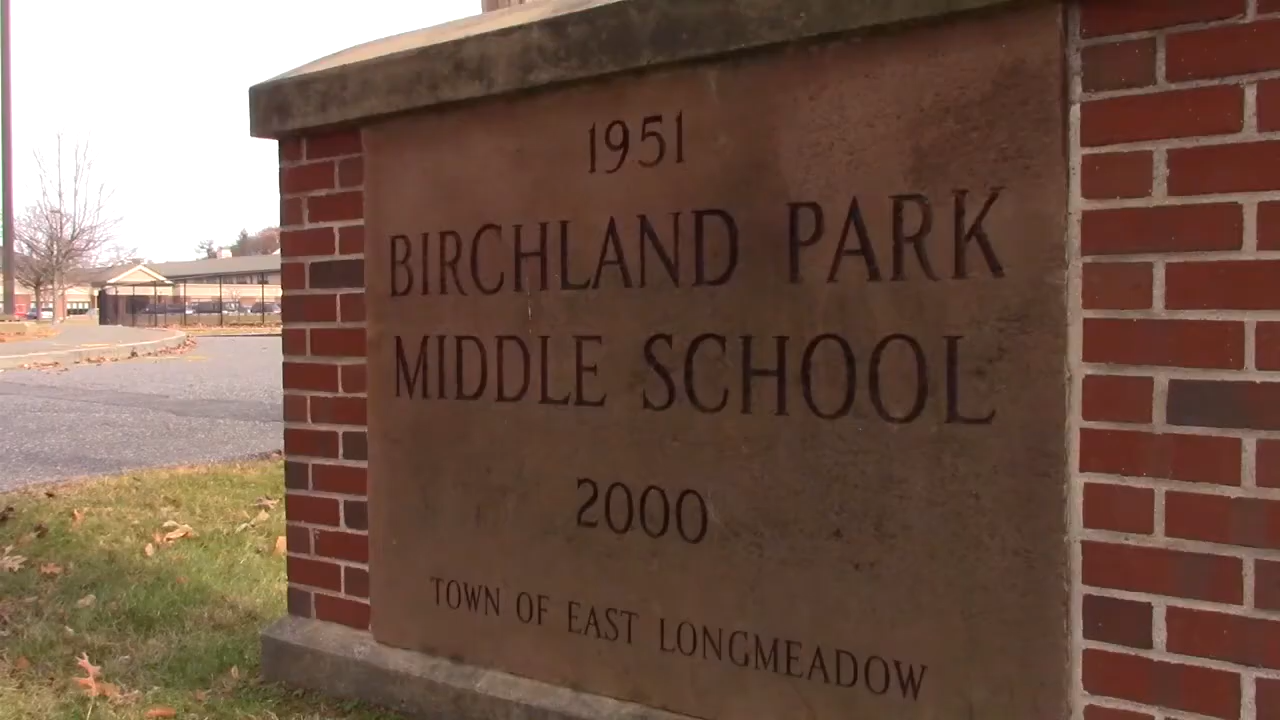 1951
BIRCHLAND PARK
MIDDLE SCHOOL
2000
TOWN OF EAST LONGMEADOW